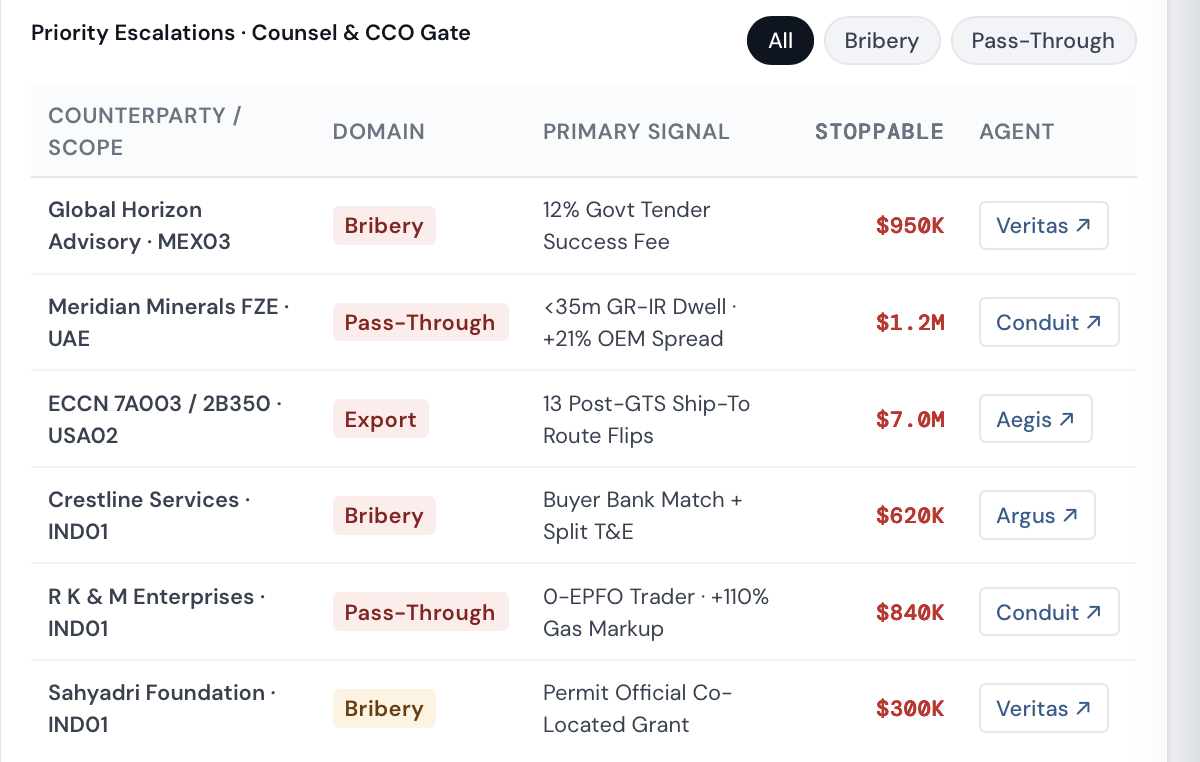 Priority Escalations · Counsel & CCO Gate
All
Bribery
Pass-Through
COUNTERPARTY /
SCOPE
DOMAIN
PRIMARY SIGNAL
STOPPABLE
AGENT
Global Horizon
Advisory · MEX03
Bribery
12% Govt Tender
Success Fee
$950K
Veritas ↗
Meridian Minerals FZE ·
UAE
Pass-Through
<35m GR-IR Dwell ·
+21% OEM Spread
$1.2M
Conduit ↗
ECCN 7A003 / 2B350 ·
USA02
Export
13 Post-GTS Ship-To
Route Flips
$7.0M
Aegis ↗
Crestline Services ·
IND01
Bribery
Buyer Bank Match +
Split T&E
$620K
Argus ↗
R K & M Enterprises ·
IND01
Pass-Through
0-EPFO Trader · +110%
Gas Markup
$840K
Conduit ↗
Sahyadri Foundation ·
IND01
Bribery
Permit Official Co-
Located Grant
$300K
Veritas ↗